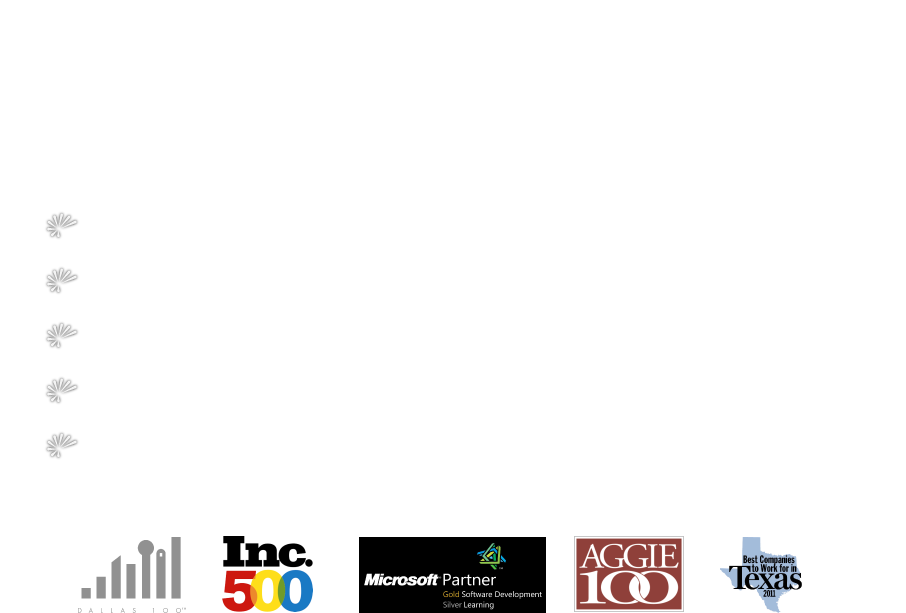 DALLAS 100™
Inc.
500
Microsoft Partner
Gold Software Development
Silver Learning
AGGIE
100
Best Companies
to Work for in
Texas
2011